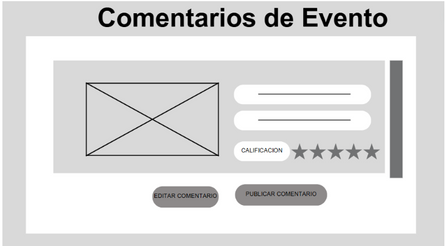 Comentarios de Evento
CALIFICACION
EDITAR COMENTARIO
PUBLICAR COMENTARIO